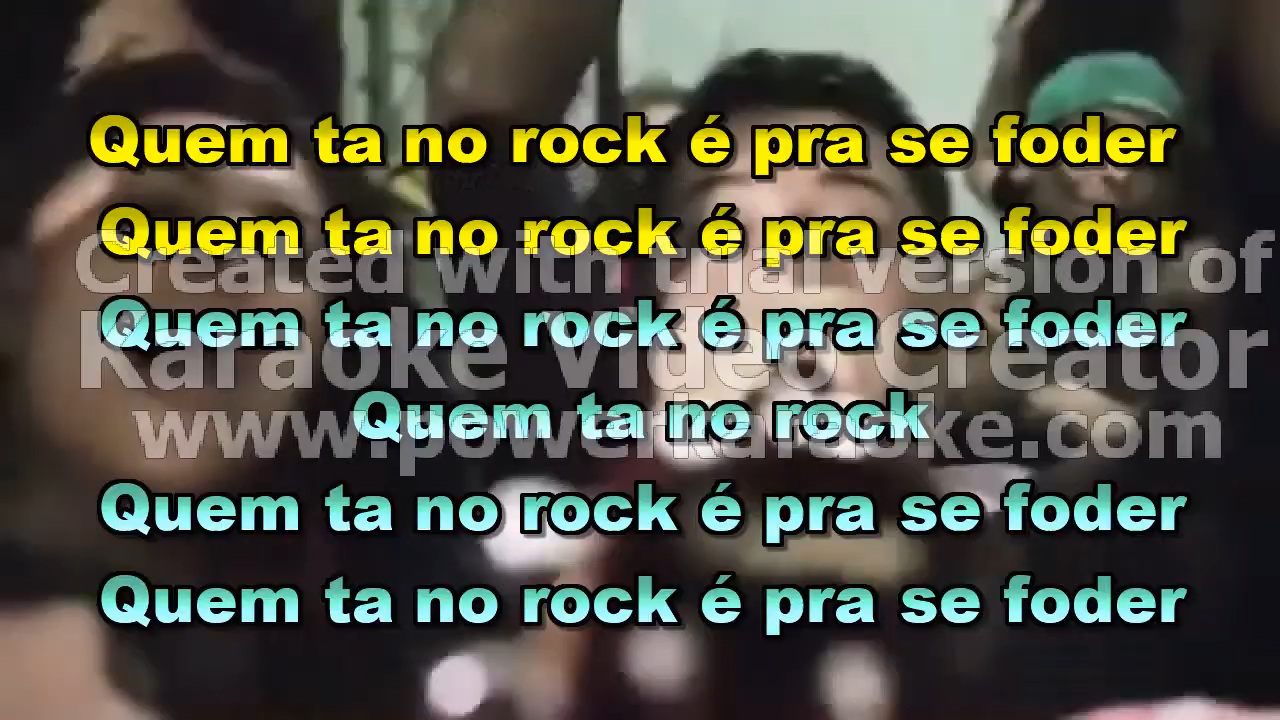 Quem ta no rock é pra se foder
Quem ta no rock é pra se foder
Created with trial version of
Quem ta no rock é pra se foder
Karaoke Video Creator
Quem ta no rock
www.powerkaraoke.com
Quem ta no rock é pra se foder
Quem ta no rock é pra se foder